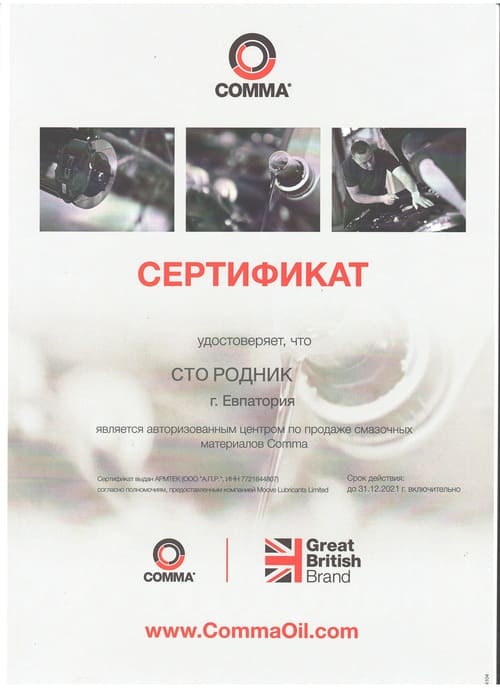 COMMA®
СЕРТИФИКАТ
удостоверяет, что
СТО РОДНИК
г. Евпатория
является авторизованным центром по продаже смазочных
материалов Comma
Сертификат выдан АРМТЕК (ООО "А.П.Р.", ИНН 7721844807)
согласно полномочиям, предоставленным компанией Moove Lubricants Limited
Срок действия:
до 31.12.2021 г. включительно
COMMA®
Great
British
Brand
www.CommaOil.com